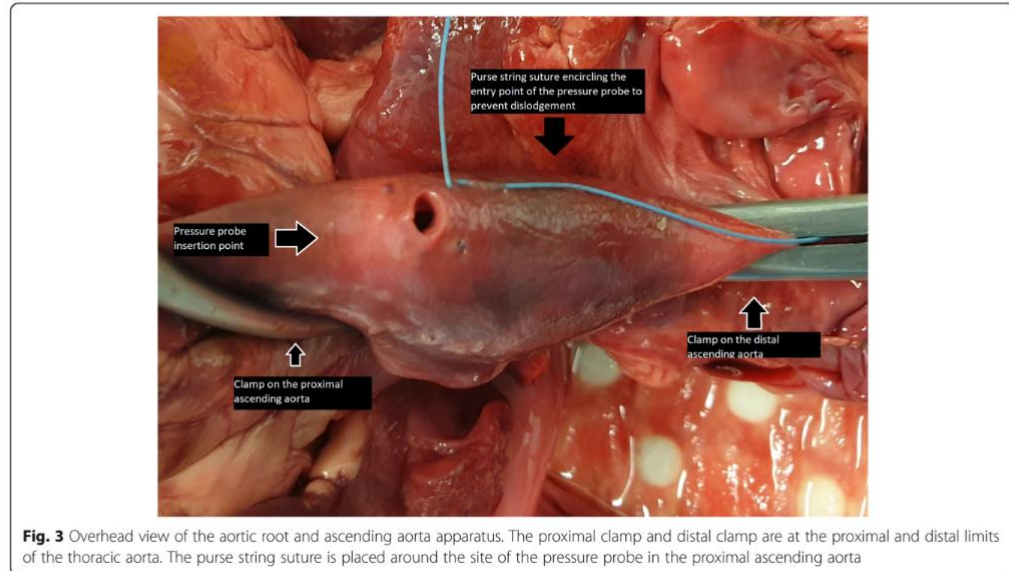 Purse string suture encircling the
entry point of the pressure probe to
prevent dislodgement
Pressure probe
insertion point
Clamp on the distal
ascending aorta
Clamp on the proximal
ascending aorta
Fig. 3 Overhead view of the aortic root and ascending aorta apparatus. The proximal clamp and distal clamp are at the proximal and distal limits
of the thoracic aorta. The purse string suture is placed around the site of the pressure probe in the proximal ascending aorta